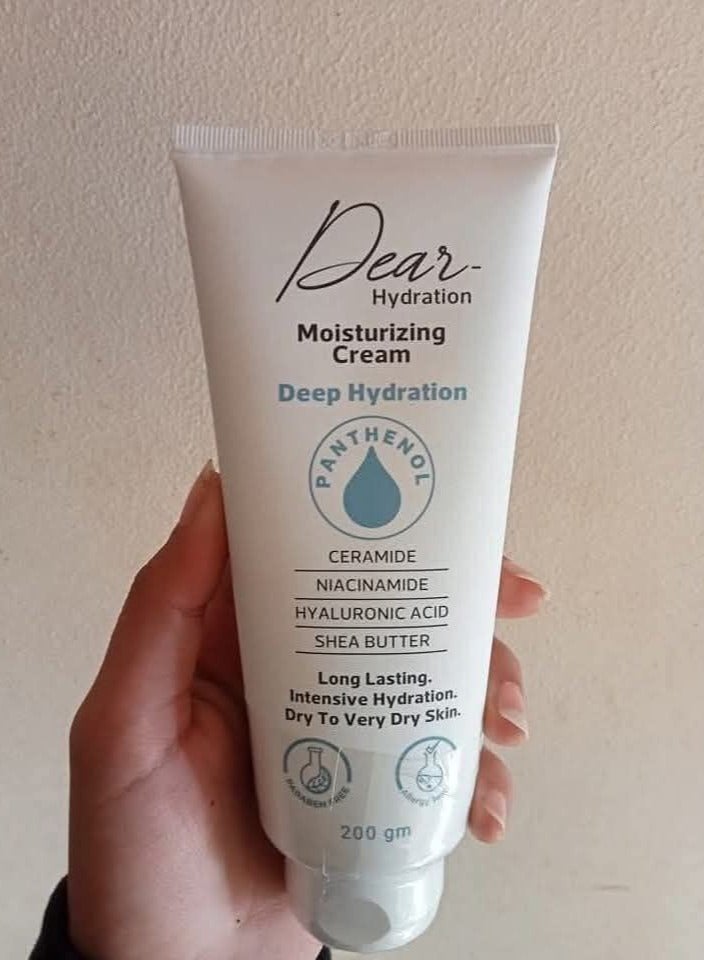 Dear-
Hydration
Moisturizing
Cream
Deep Hydration
PANTHENOL
CERAMIDE
NIACINAMIDE
HYALURONIC ACID
SHEA BUTTER
Long Lasting.
Intensive Hydration.
Dry To Very Dry Skin.
PARABEN FREE
200 gm